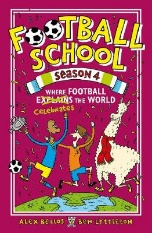 FOOTBALL
SCHOOL
SEASON 4
WHERE FOOTBALL
EXPLAINS THE WORLD
CELEBRATES
ALEX BELLOS & BEN LYTTLETON